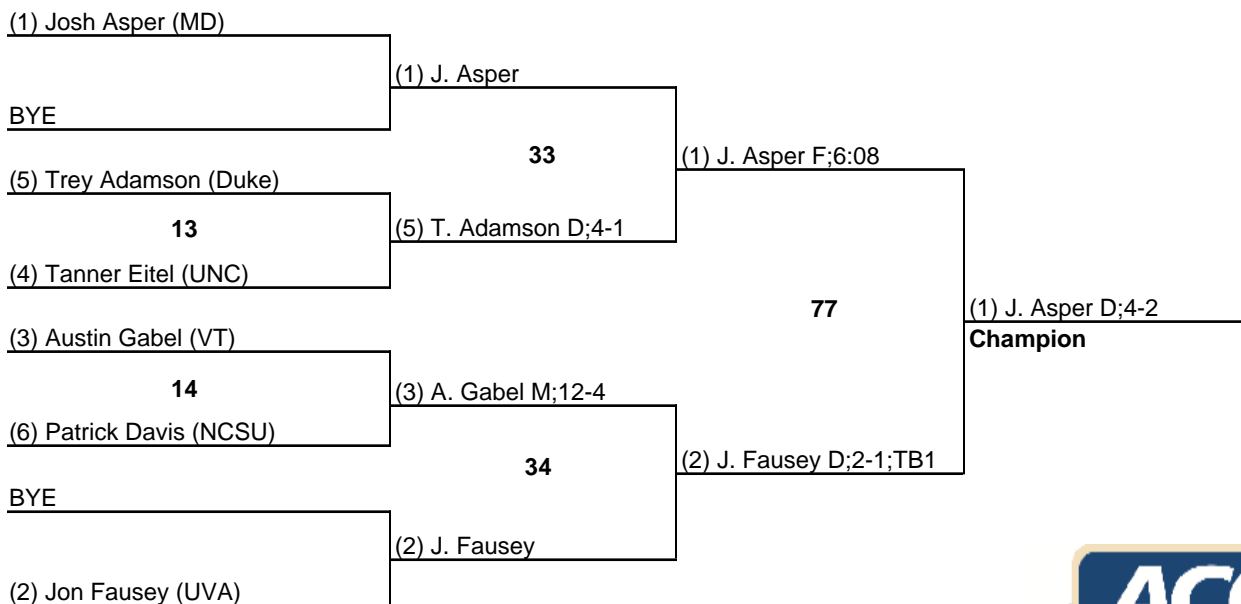 (1) Josh Asper (MD)
(1) J. Asper
BYE
33
(1) J. Asper F;6:08
(5) Trey Adamson (Duke)
13
(5) T. Adamson D;4-1
(4) Tanner Eitel (UNC)
77
(1) J. Asper D;4-2
Champion
(3) Austin Gabel (VT)
14
(3) A. Gabel M;12-4
(6) Patrick Davis (NCSU)
34
(2) J. Fausey D;2-1;TB1
BYE
(2) J. Fausey
(2) Jon Fausey (UVA)
ACC